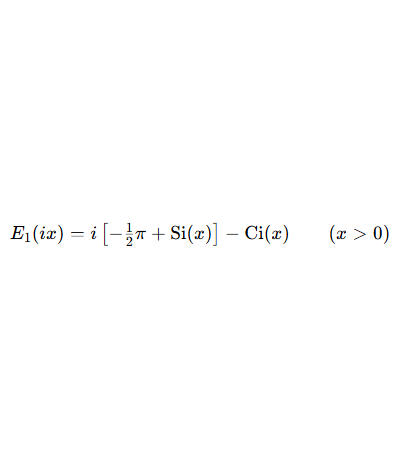 E₁(ix) = i [−½π + Si(x)] − Ci(x)  (x > 0)